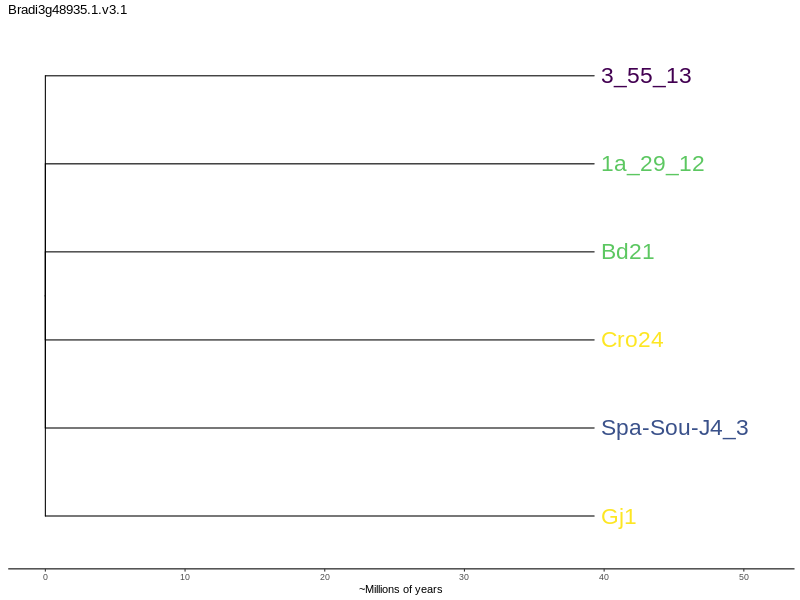 Bradi3g48935.1.v3.1
3_55_13
1a_29_12
Bd21
Cro24
Spa-Sou-J4_3
Gj1
0 10 20 30 40 50
~Millions of years